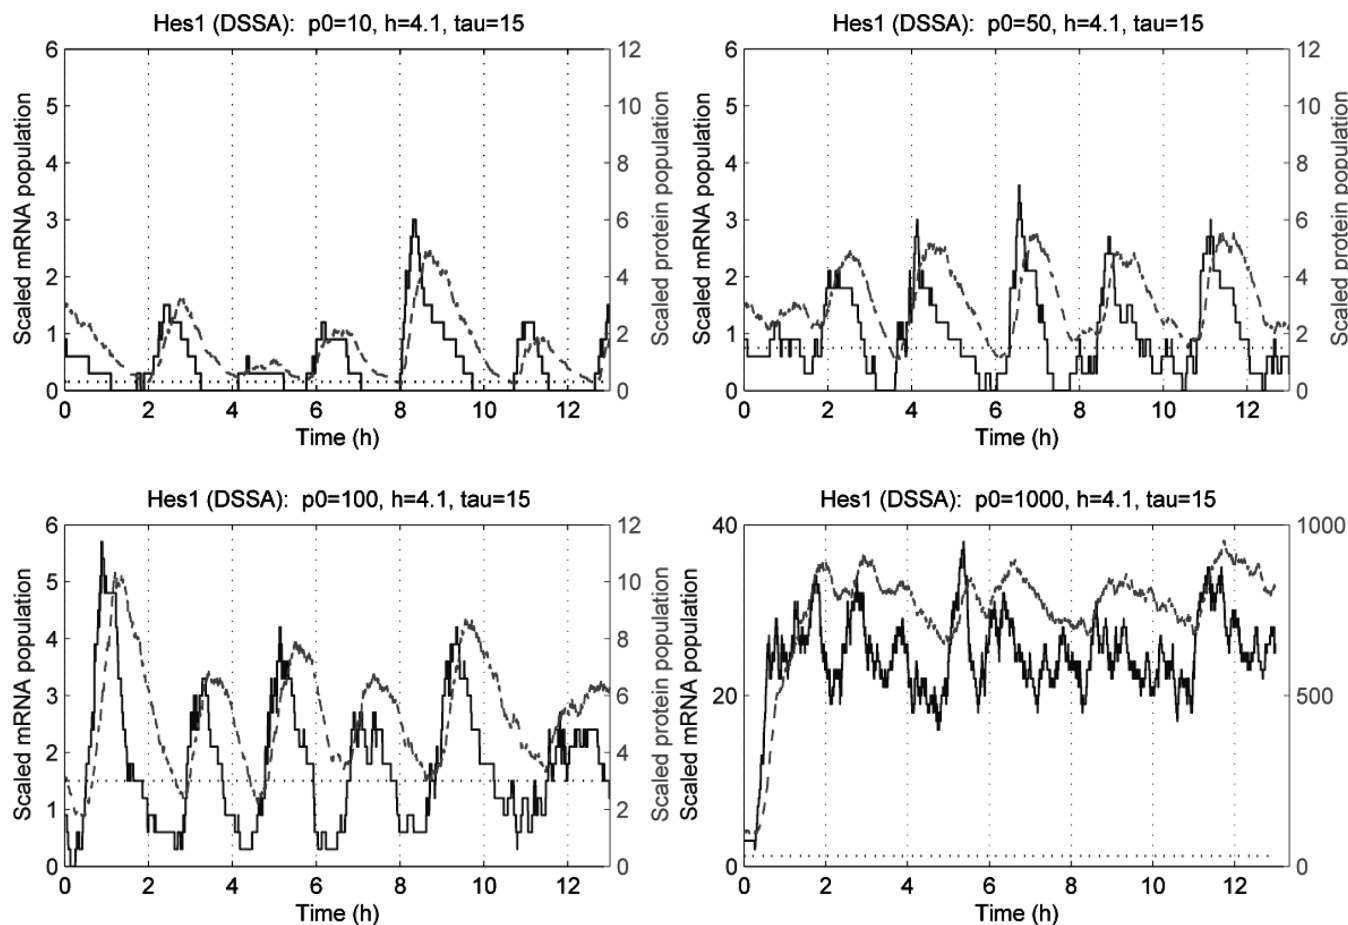 Hes1 (DSSA):  p0=10, h=4.1, tau=15
Scaled mRNA population
6
5
4
3
2
1
0
12
10
8
6
4
2
0
Scaled protein population
0 2 4 6 8 10 12
Time (h)
Hes1 (DSSA):  p0=50, h=4.1, tau=15
Scaled mRNA population
6
5
4
3
2
1
0
12
10
8
6
4
2
0
Scaled protein population
0 2 4 6 8 10 12
Time (h)
Hes1 (DSSA):  p0=100, h=4.1, tau=15
Scaled mRNA population
6
5
4
3
2
1
0
12
10
8
6
4
2
0
Scaled protein population
0 2 4 6 8 10 12
Time (h)
Hes1 (DSSA):  p0=1000, h=4.1, tau=15
Scaled mRNA population
40
20
0
1000
500
0
0 2 4 6 8 10 12
Time (h)